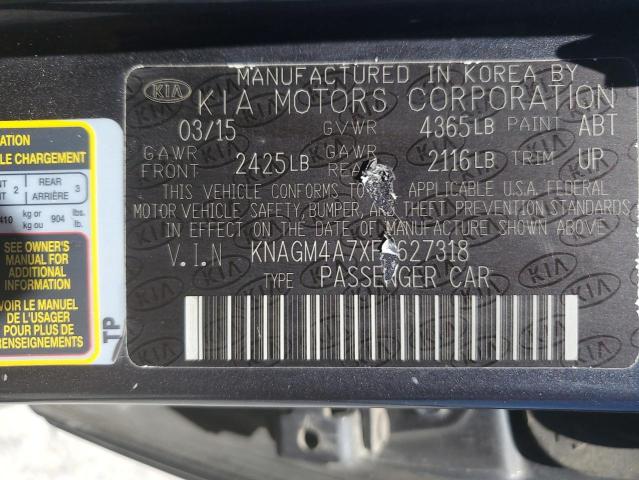 KIA
MANUFACTURED IN KOREA BY
KIA MOTORS CORPORATION
03/15 GVWR 4365LB PAINT ABT
GAWR FRONT 2425LB GAWR 2116LB TRIM UP
THIS VEHICLE CONFORMS TO APPLICABLE U.S.A. FEDERAL
MOTOR VEHICLE SAFETY BUMPER, AND THEFT PREVENTION STANDARDS
IN EFFECT ON THE DATE OF MANUFACTURE SHOWN ABOVE
V.I.N
TYPE PASSENGER CAR
CHARGEMENT
2 REAR ARRIÈRE 3
410 kg or kg ou 904 lbs. lb.
SEE OWNER'S
MANUAL FOR
ADDITIONAL
INFORMATION
VOIR LE MANUEL
DE L'USAGER
POUR PLUS DE
RENSEIGNEMENTS
TP